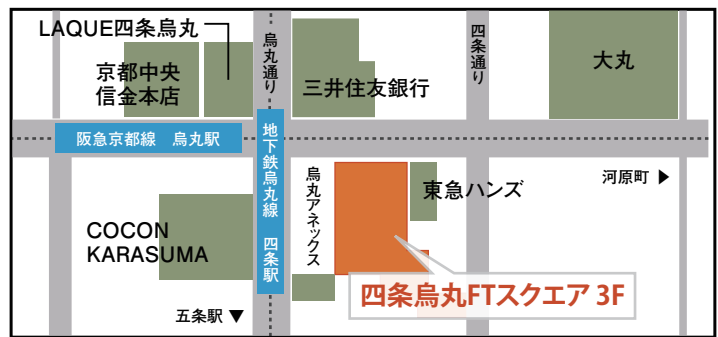 LAQUE四条烏丸
京都中央
信金本店
烏丸通り
三井住友銀行
四条通り
大丸
阪急京都線 烏丸駅
地下鉄烏丸線 四条駅
烏丸アネックス
東急ハンズ
河原町 ▶
COCON
KARASUMA
四条烏丸FTスクエア 3F
五条駅 ▼